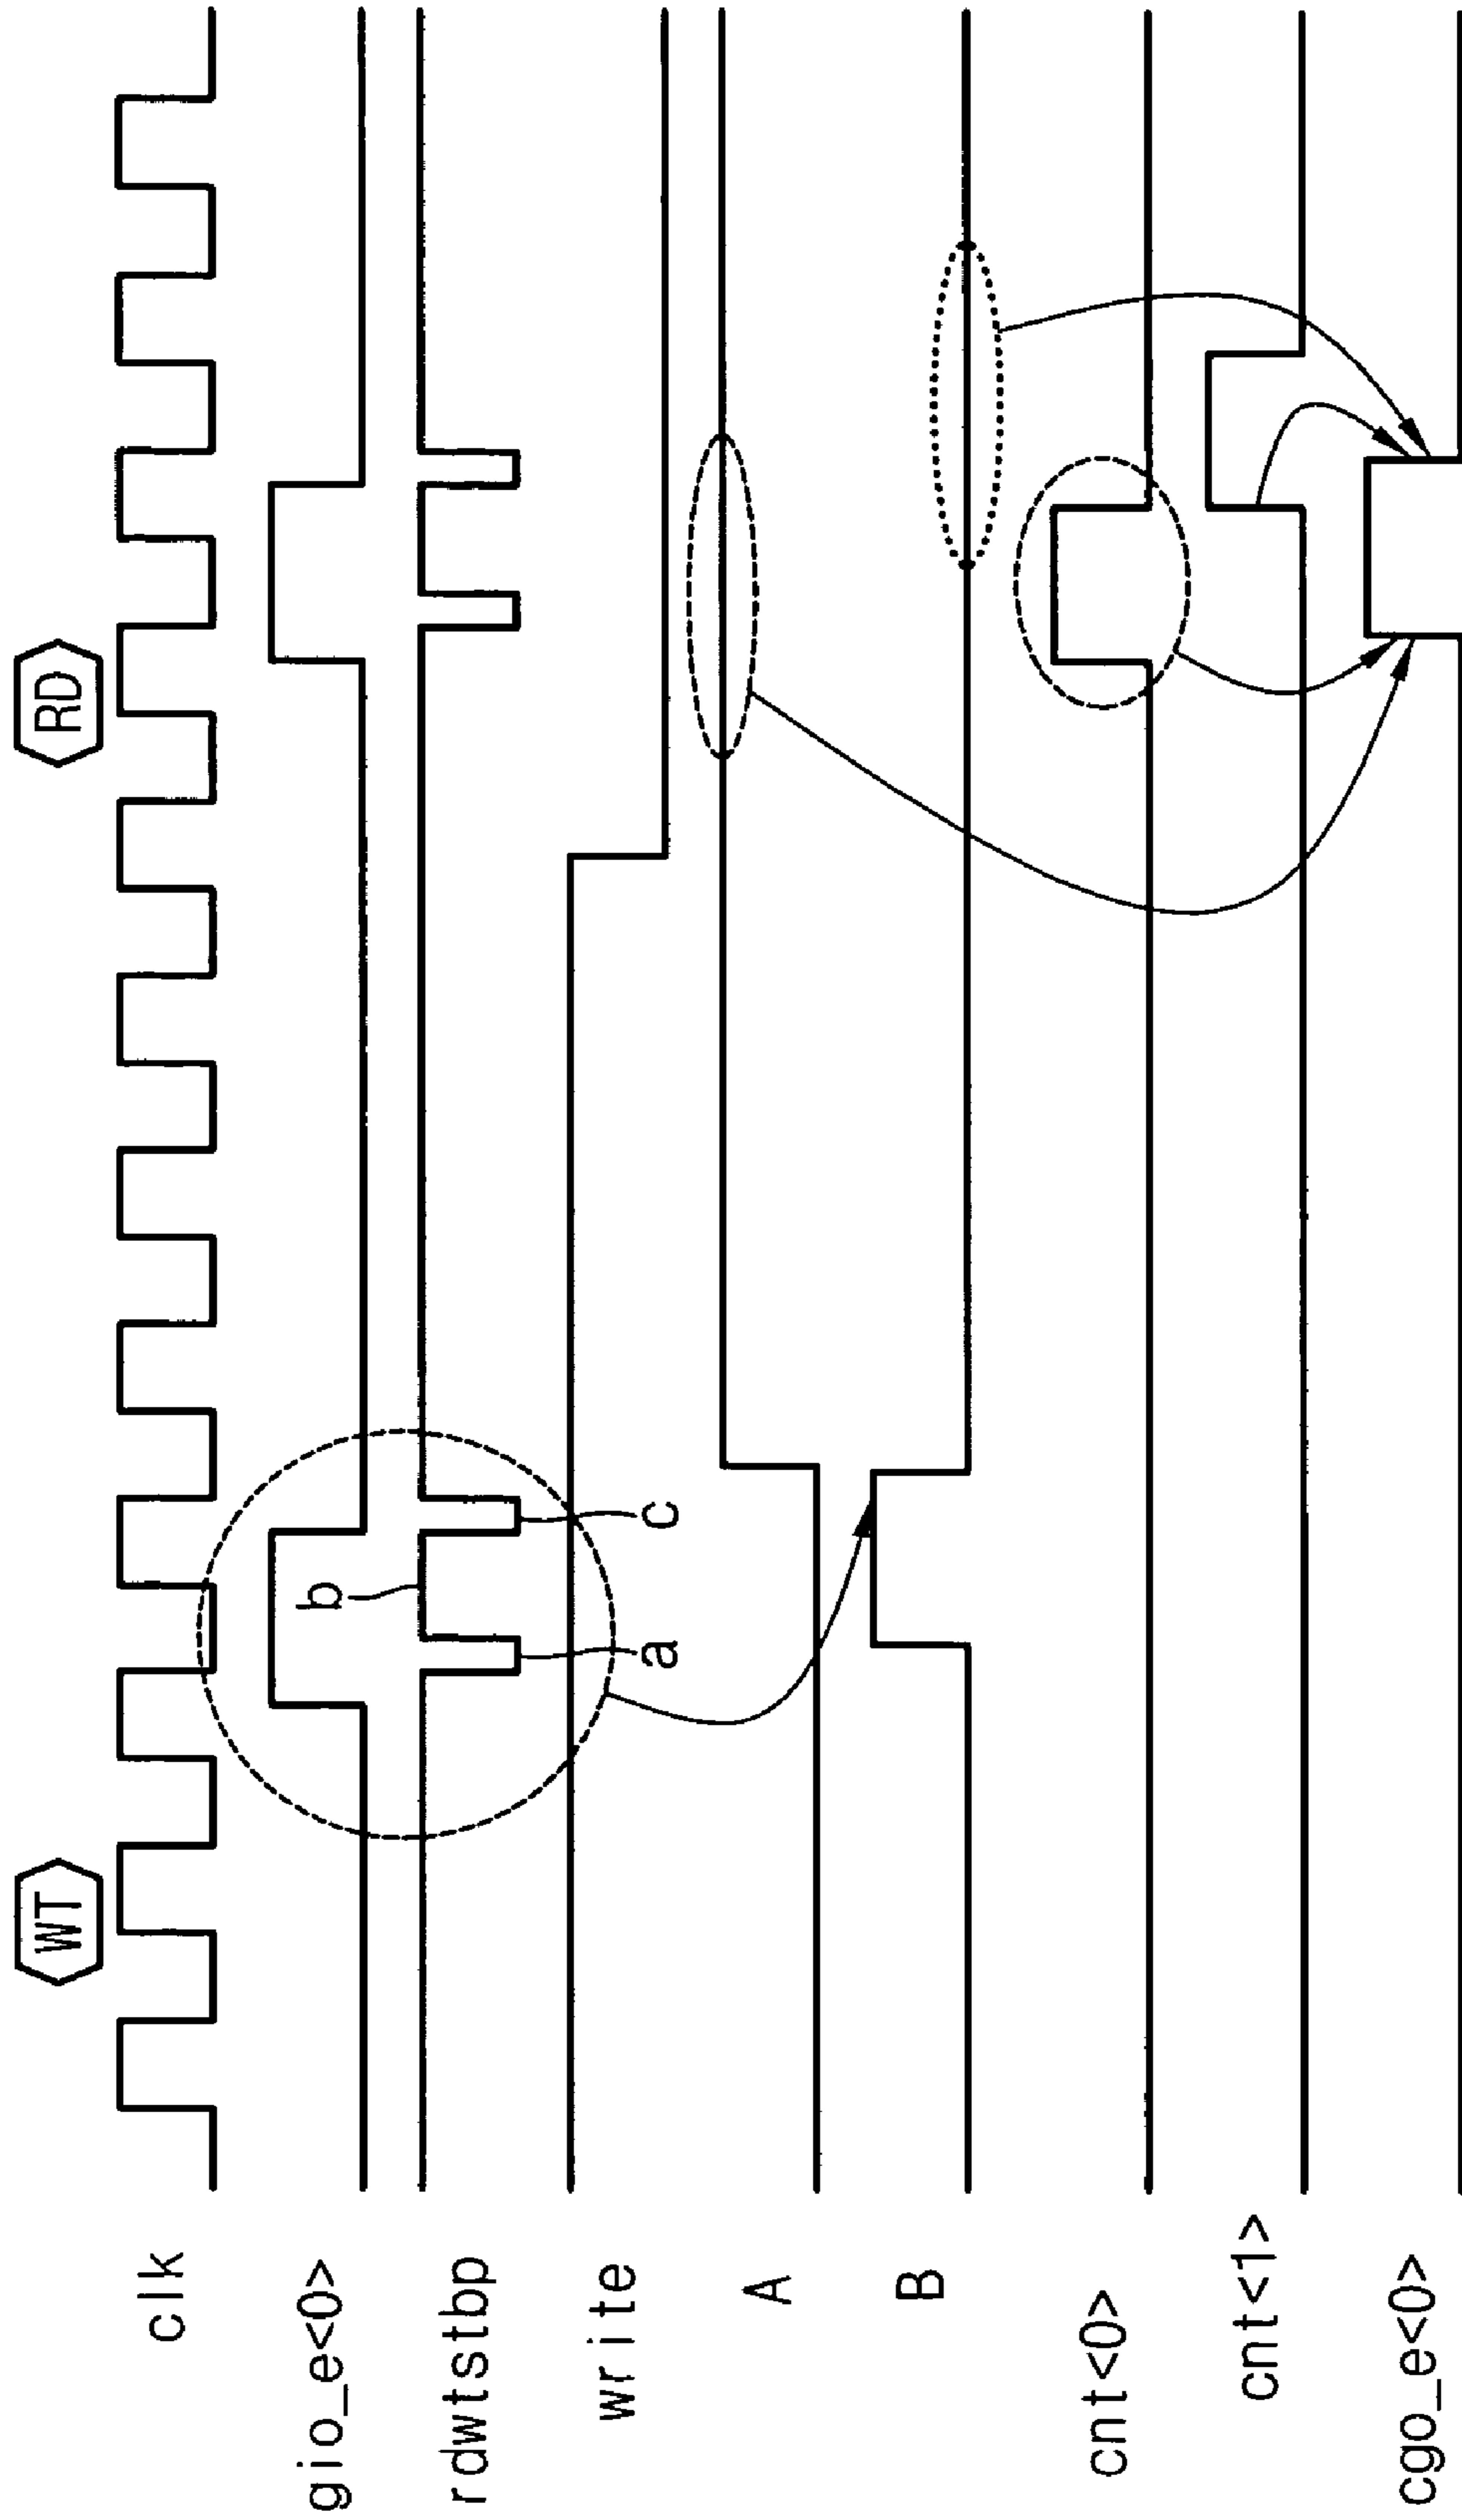 WT
RD
clk
gio_e<0>
b
rdwtstbp
a
c
write
A
B
cnt<0>
cnt<1>
cgo_e<0>